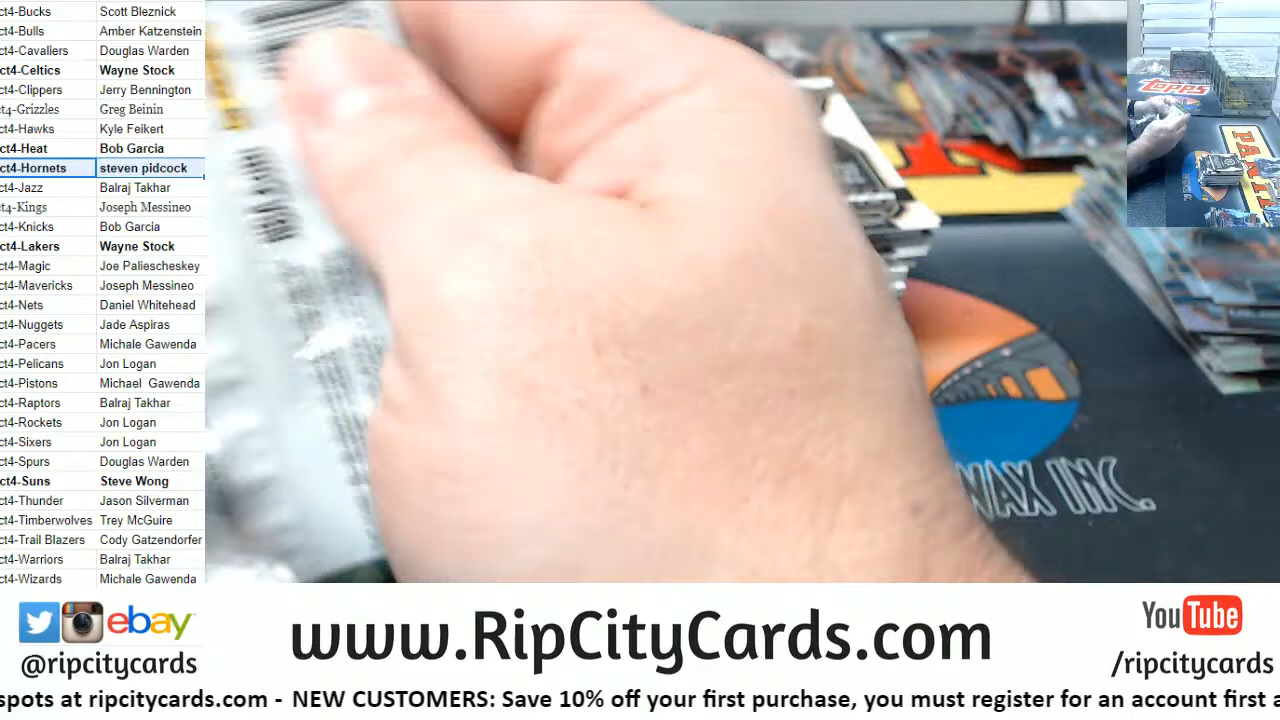 ct4-Bucks Scott Bleznick
ct4-Bulls Amber Katzenstein
ct4-Cavaliers Douglas Warden
ct4-Celtics Wayne Stock
ct4-Clippers Jerry Bennington
ct4-Grizzles Greg Beinin
ct4-Hawks Kyle Feikert
ct4-Heat Bob Garcia
ct4-Hornets steven pidcock
ct4-Jazz Balraj Takhar
ct4-Kings Joseph Messineo
ct4-Knicks Bob Garcia
ct4-Lakers Wayne Stock
ct4-Magic Joe Paliescheskey
ct4-Mavericks Joseph Messineo
ct4-Nets Daniel Whitehead
ct4-Nuggets Jade Aspiras
ct4-Pacers Michale Gawenda
ct4-Pelicans Jon Logan
ct4-Pistons Michael Gawenda
ct4-Raptors Balraj Takhar
ct4-Rockets Jon Logan
ct4-Sixers Jon Logan
ct4-Spurs Douglas Warden
ct4-Suns Steve Wong
ct4-Thunder Jason Silverman
ct4-Timberwolves Trey McGuire
ct4-Trail Blazers Cody Gatzendorfer
ct4-Warriors Balraj Takhar
ct4-Wizards Michale Gawenda
topps
PANI
WAX INC.
ebay
@ripcitycards
www.RipCityCards.com
YouTube
/ripcitycards
spots at ripcitycards.com - NEW CUSTOMERS: Save 10% off your first purchase, you must register for an account first a